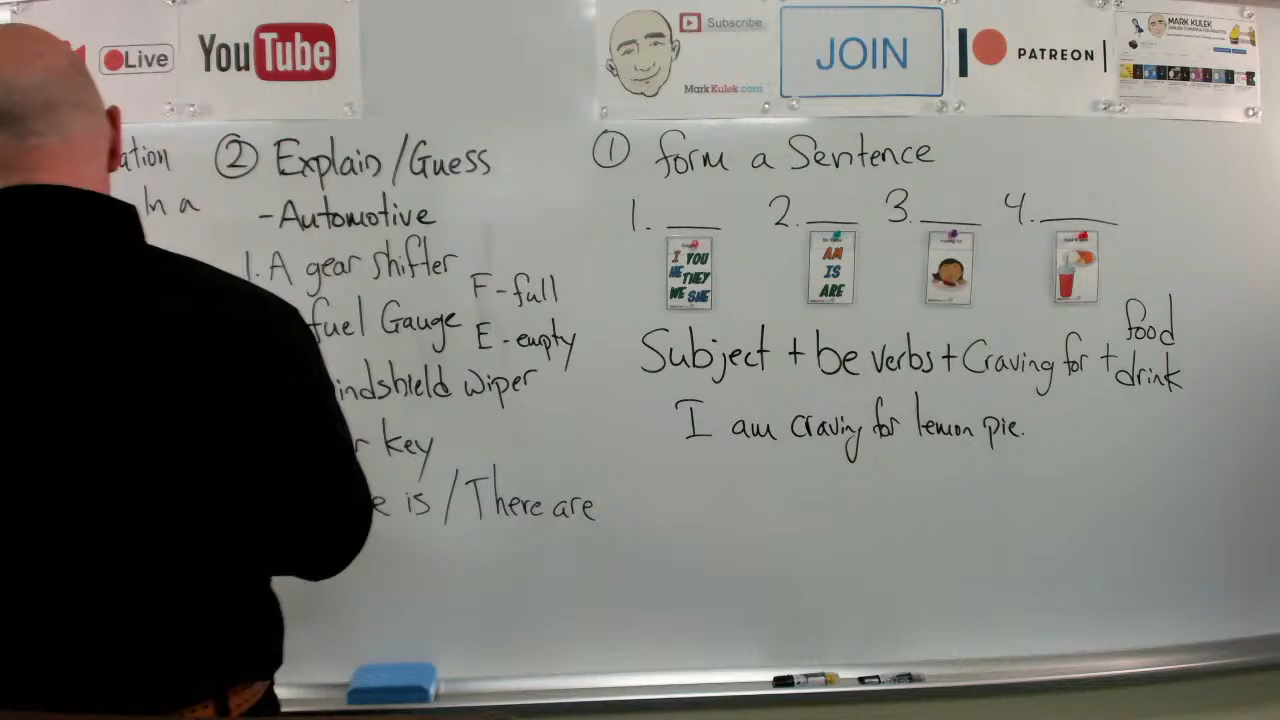 Live
YouTube
Subscribe
MarkKulek.com
JOIN
PATREON
MARK KULEK
ation
In a
② Explain/Guess
-Automotive
1. A gear shifter
fuel Gauge
F-full
E-empty
indshield wiper
r key
e is / There are
① form a Sentence
1. ___ 2. ___ 3. ___ 4. ___
I YOU
HE THEY
WE SHE
AM
IS
ARE
Subject + be verbs + Craving for + food
drink
I am craving for lemon pie.